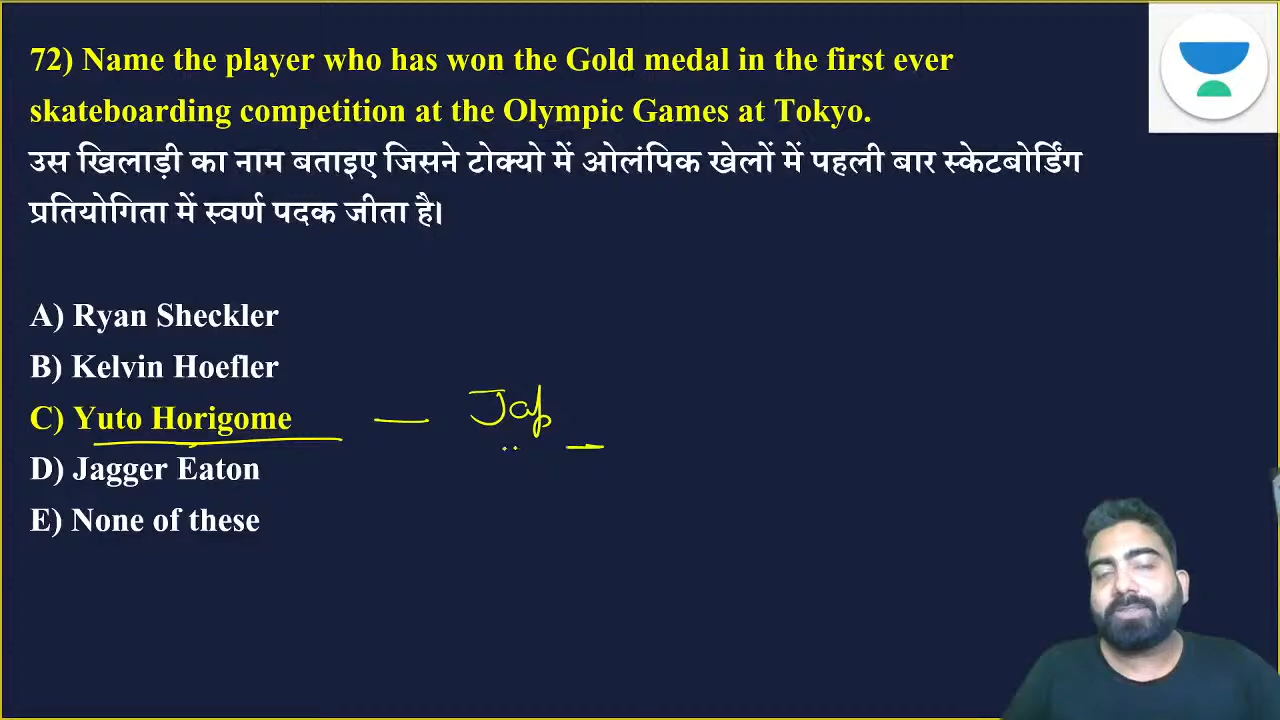 72) Name the player who has won the Gold medal in the first ever
skateboarding competition at the Olympic Games at Tokyo.
उस खिलाड़ी का नाम बताइए जिसने टोक्यो में ओलंपिक खेलों में पहली बार स्केटबोर्डिंग
प्रतियोगिता में स्वर्ण पदक जीता है।
A) Ryan Sheckler
B) Kelvin Hoefler
C) Yuto Horigome — Jap
D) Jagger Eaton
E) None of these